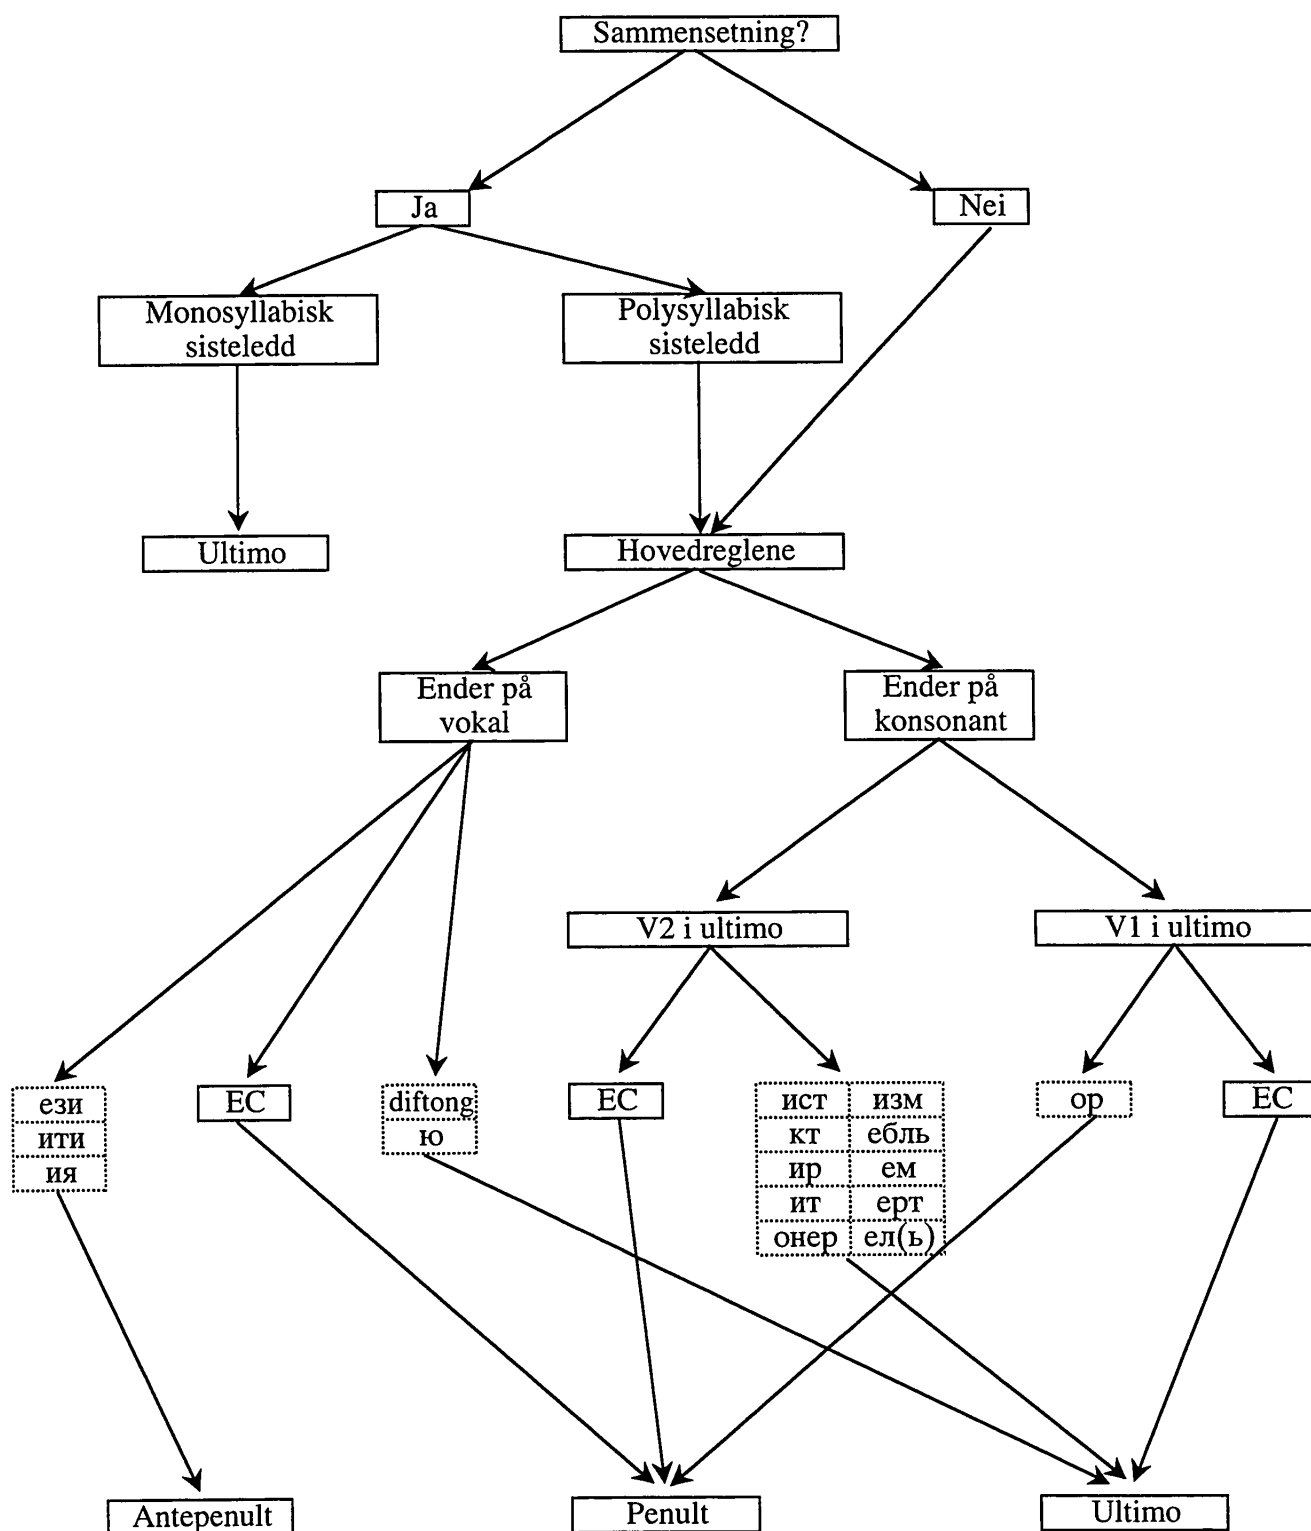 Sammensetning?
Ja
Nei
Monosyllabisk
sisteledd
Polysyllabisk
sisteledd
Ultimo
Hovedreglene
Ender på
vokal
Ender på
konsonant
V2 i ultimo
V1 i ultimo
ези
ити
ия
EC
diftong
ю
EC
ист изм
кт ебль
ир ем
ит ерт
онер ел(ь)
ор
EC
Antepenult
Penult
Ultimo